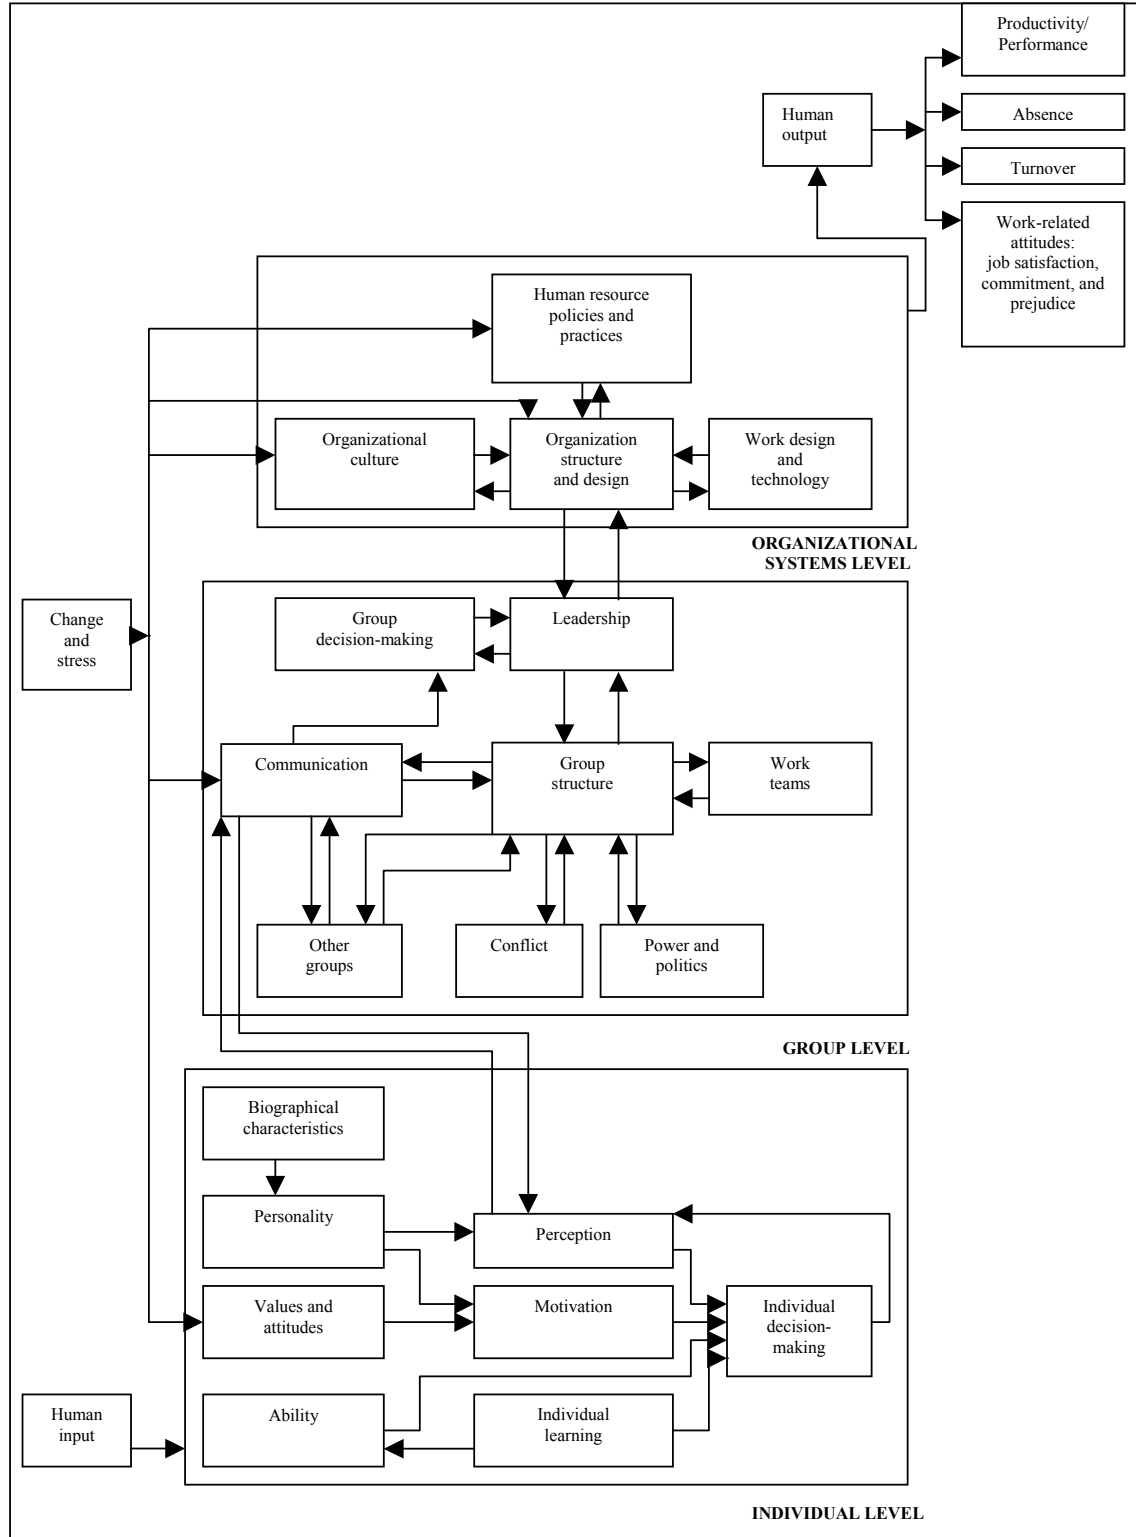 Productivity/
Performance
Human
output
Absence
Turnover
Work-related
attitudes:
job satisfaction,
commitment, and
prejudice
Human resource
policies and
practices
Organizational
culture
Organization
structure
and design
Work design
and
technology
ORGANIZATIONAL
SYSTEMS LEVEL
Change
and
stress
Group
decision-making
Leadership
Communication
Group
structure
Work
teams
Other
groups
Conflict
Power and
politics
GROUP LEVEL
Biographical
characteristics
Personality
Perception
Values and
attitudes
Motivation
Individual
decision-
making
Human
input
Ability
Individual
learning
INDIVIDUAL LEVEL